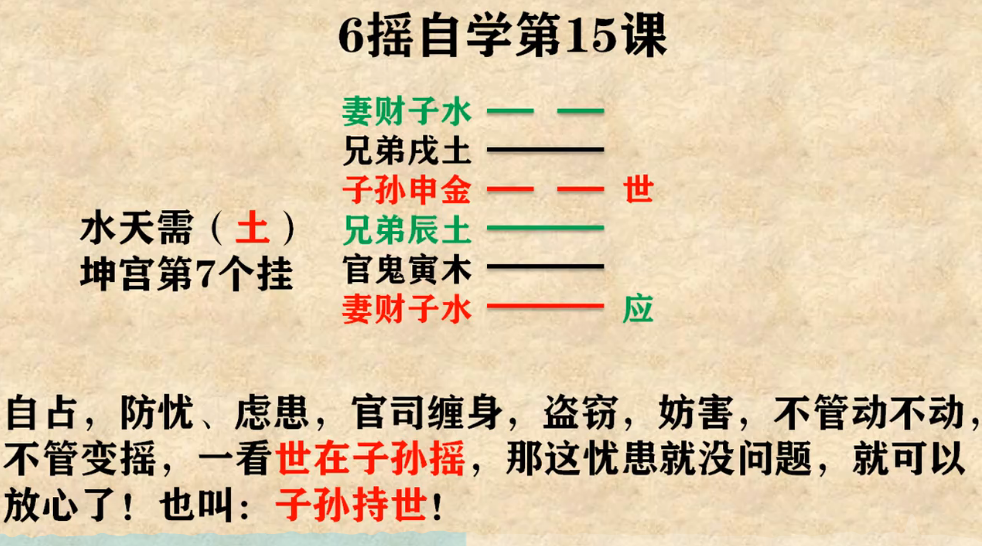 6摇自学第15课
妻财子水
兄弟戌土
子孙申金 世
水天需（土） 兄弟辰土
坤宫第7个挂 官鬼寅木
妻财子水 应
自占，防忧、虑患，官司缠身，盗窃，妨害，不管动不动，
不管变摇，一看世在子孙摇，那这忧患就没问题，就可以
放心了！也叫：子孙持世！